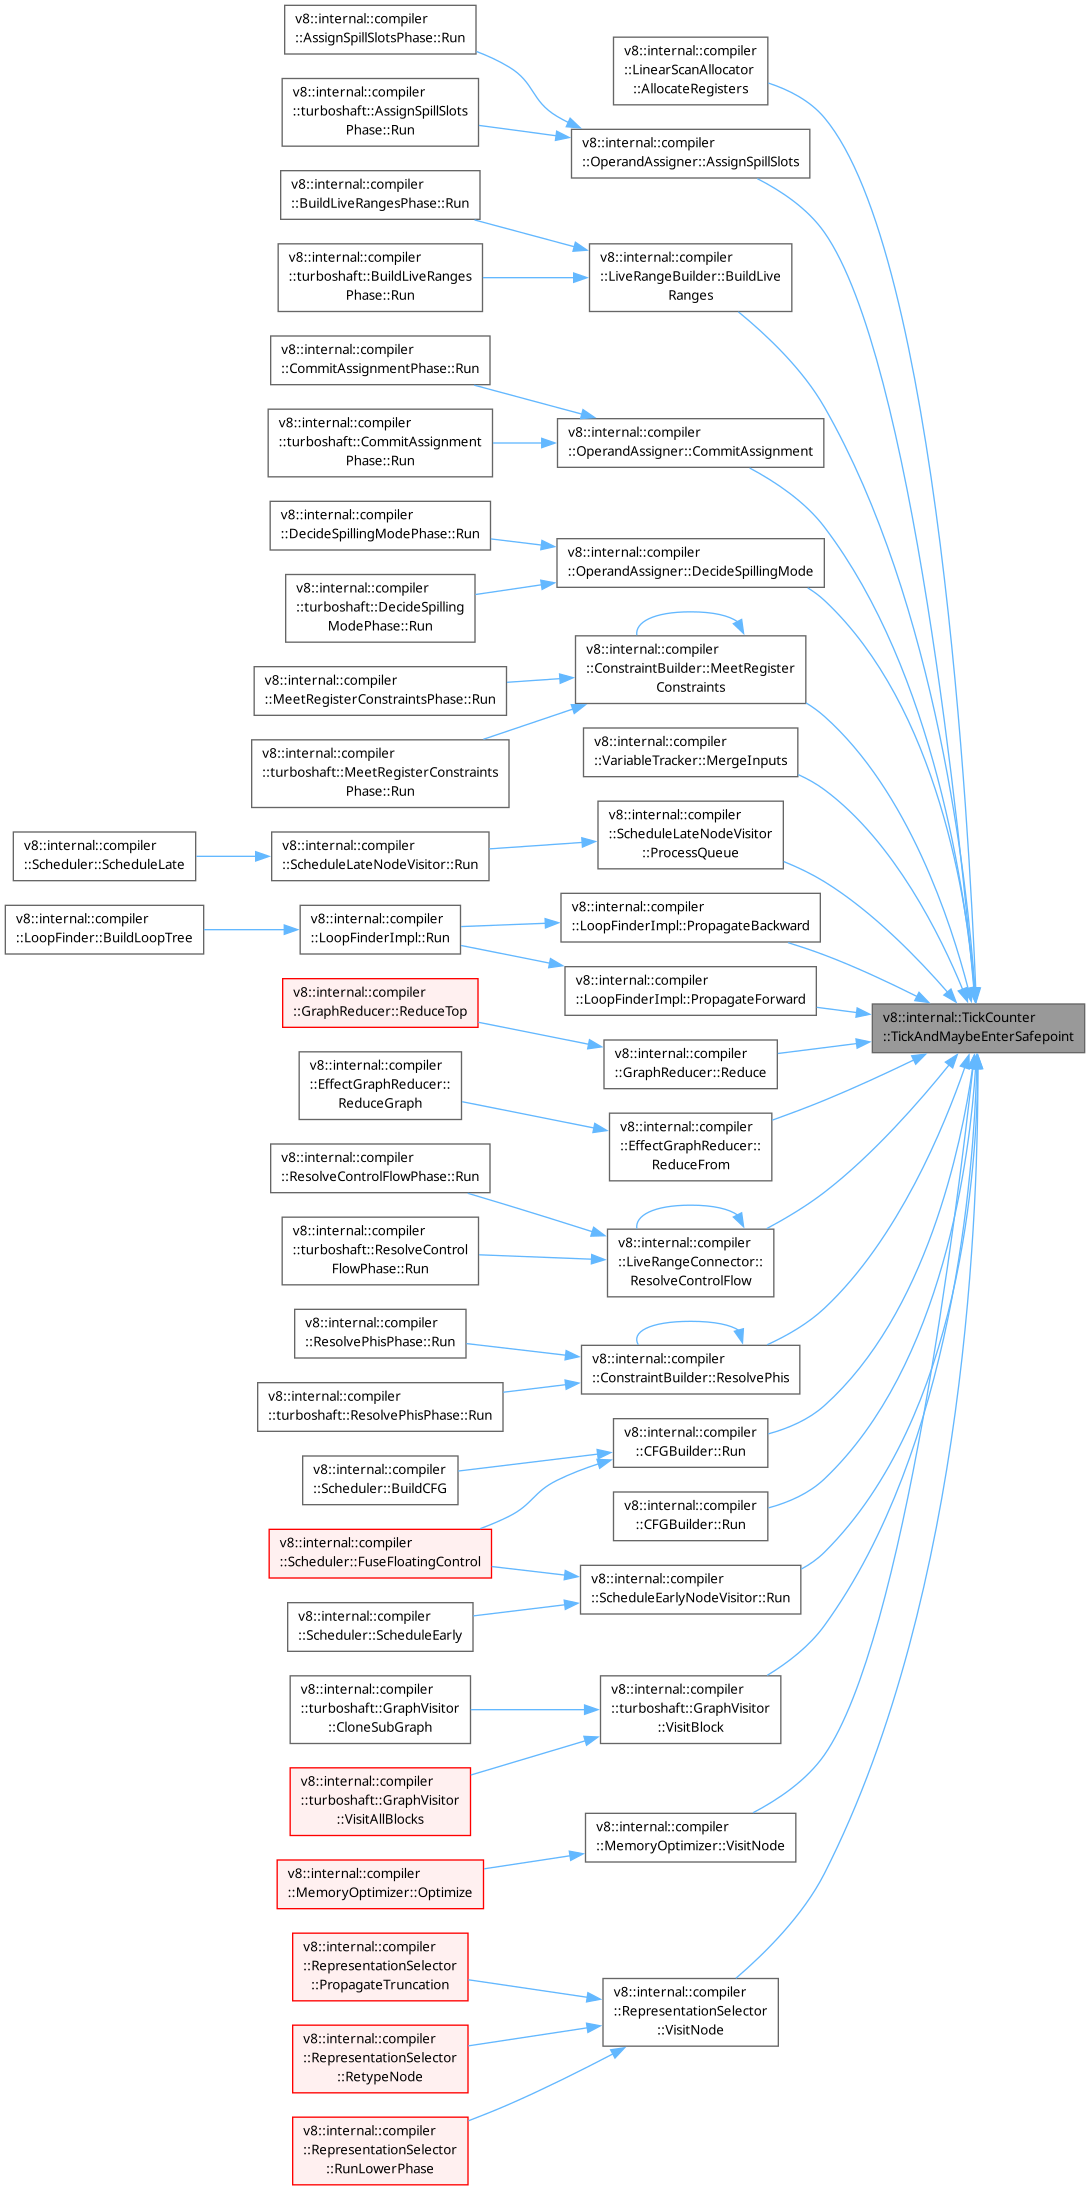 v8::internal::compiler
::AssignSpillSlotsPhase::Run
v8::internal::compiler
::LinearScanAllocator
::AllocateRegisters
v8::internal::compiler
::turboshaft::AssignSpillSlots
Phase::Run
v8::internal::compiler
::OperandAssigner::AssignSpillSlots
v8::internal::compiler
::BuildLiveRangesPhase::Run
v8::internal::compiler
::turboshaft::BuildLiveRanges
Phase::Run
v8::internal::compiler
::LiveRangeBuilder::BuildLive
Ranges
v8::internal::compiler
::CommitAssignmentPhase::Run
v8::internal::compiler
::turboshaft::CommitAssignment
Phase::Run
v8::internal::compiler
::OperandAssigner::CommitAssignment
v8::internal::compiler
::DecideSpillingModePhase::Run
v8::internal::compiler
::OperandAssigner::DecideSpillingMode
v8::internal::compiler
::turboshaft::DecideSpilling
ModePhase::Run
v8::internal::compiler
::ConstraintBuilder::MeetRegister
Constraints
v8::internal::compiler
::MeetRegisterConstraintsPhase::Run
v8::internal::compiler
::turboshaft::MeetRegisterConstraints
Phase::Run
v8::internal::compiler
::VariableTracker::MergeInputs
v8::internal::compiler
::ScheduleLateNodeVisitor
::ProcessQueue
v8::internal::compiler
::Scheduler::ScheduleLate
v8::internal::compiler
::ScheduleLateNodeVisitor::Run
v8::internal::compiler
::LoopFinder::BuildLoopTree
v8::internal::compiler
::LoopFinderImpl::Run
v8::internal::compiler
::LoopFinderImpl::PropagateBackward
v8::internal::compiler
::LoopFinderImpl::PropagateForward
v8::internal::compiler
::GraphReducer::ReduceTop
v8::internal::TickCounter
::TickAndMaybeEnterSafepoint
v8::internal::compiler
::GraphReducer::Reduce
v8::internal::compiler
::EffectGraphReducer::
ReduceGraph
v8::internal::compiler
::EffectGraphReducer::
ReduceFrom
v8::internal::compiler
::ResolveControlFlowPhase::Run
v8::internal::compiler
::turboshaft::ResolveControl
FlowPhase::Run
v8::internal::compiler
::LiveRangeConnector::
ResolveControlFlow
v8::internal::compiler
::ResolvePhisPhase::Run
v8::internal::compiler
::ConstraintBuilder::ResolvePhis
v8::internal::compiler
::turboshaft::ResolvePhisPhase::Run
v8::internal::compiler
::CFGBuilder::Run
v8::internal::compiler
::Scheduler::BuildCFG
v8::internal::compiler
::CFGBuilder::Run
v8::internal::compiler
::Scheduler::FuseFloatingControl
v8::internal::compiler
::ScheduleEarlyNodeVisitor::Run
v8::internal::compiler
::Scheduler::ScheduleEarly
v8::internal::compiler
::turboshaft::GraphVisitor
::CloneSubGraph
v8::internal::compiler
::turboshaft::GraphVisitor
::VisitBlock
v8::internal::compiler
::turboshaft::GraphVisitor
::VisitAllBlocks
v8::internal::compiler
::MemoryOptimizer::VisitNode
v8::internal::compiler
::MemoryOptimizer::Optimize
v8::internal::compiler
::RepresentationSelector
::PropagateTruncation
v8::internal::compiler
::RepresentationSelector
::VisitNode
v8::internal::compiler
::RepresentationSelector
::RetypeNode
v8::internal::compiler
::RepresentationSelector
::RunLowerPhase